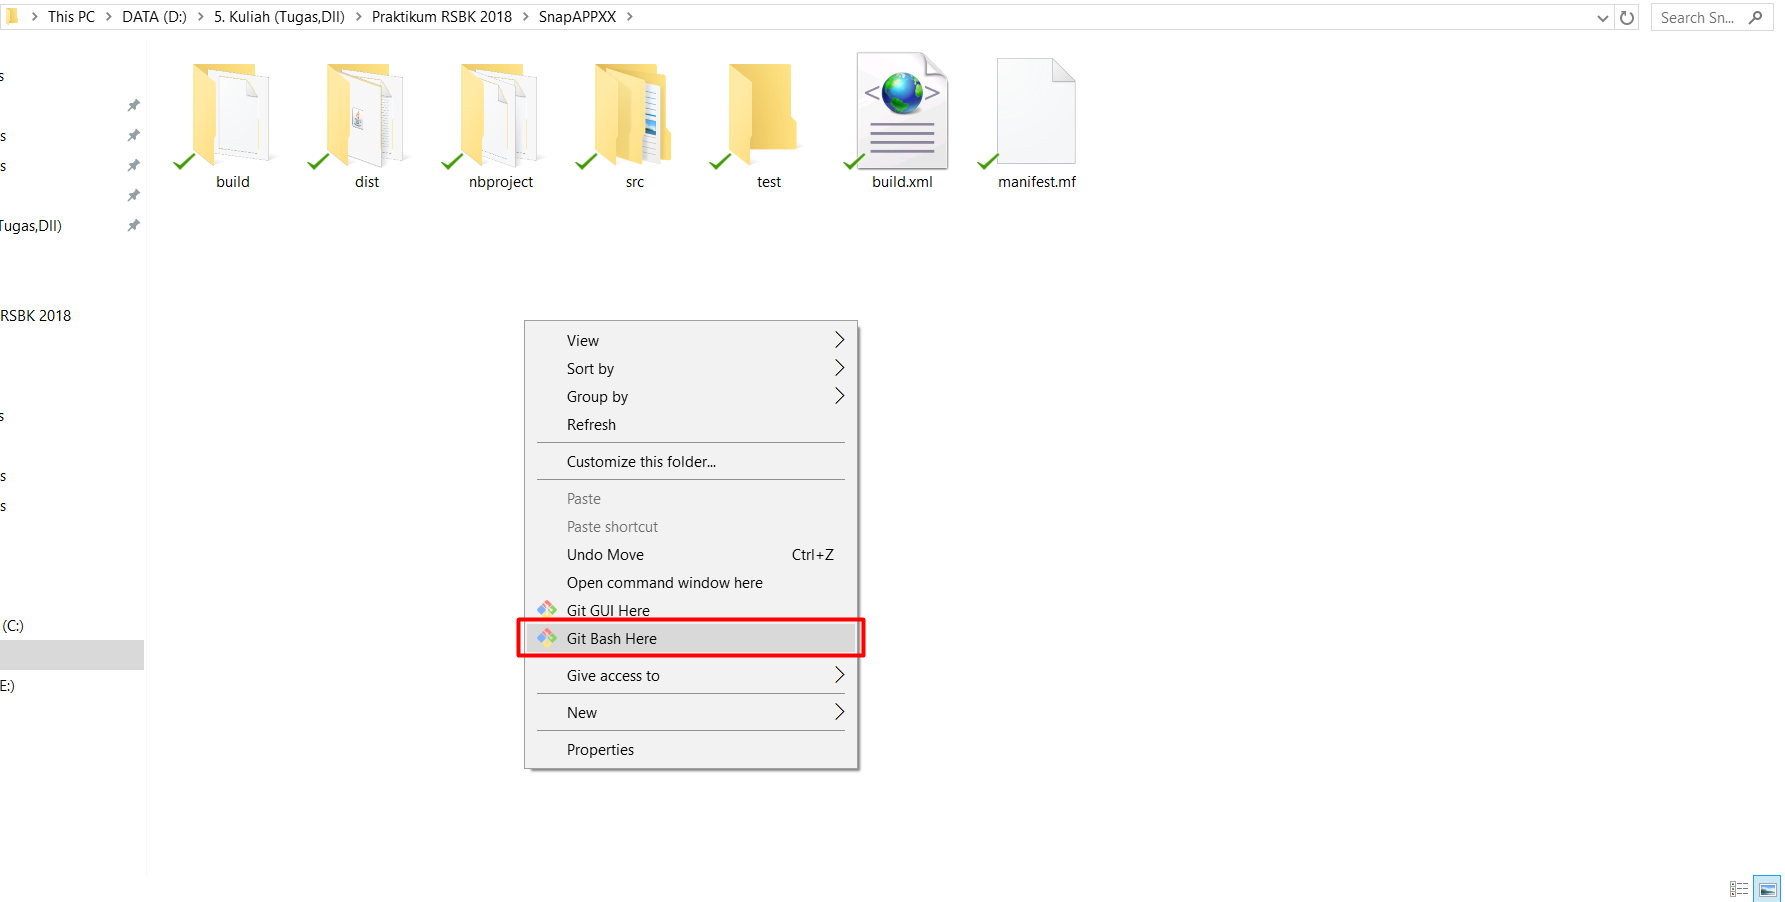 This PC > DATA (D:) > 5. Kuliah (Tugas,Dll) > Praktikum RSBK 2018 > SnapAPPXX >
Search Sn...
s
s
s
Tugas,Dll)
RSBK 2018
s
s
s
(C:)
E:)
build
dist
nbproject
src
test
build.xml
manifest.mf
View
Sort by
Group by
Refresh
Customize this folder...
Paste
Paste shortcut
Undo Move Ctrl+Z
Open command window here
Git GUI Here
Git Bash Here
Give access to
New
Properties